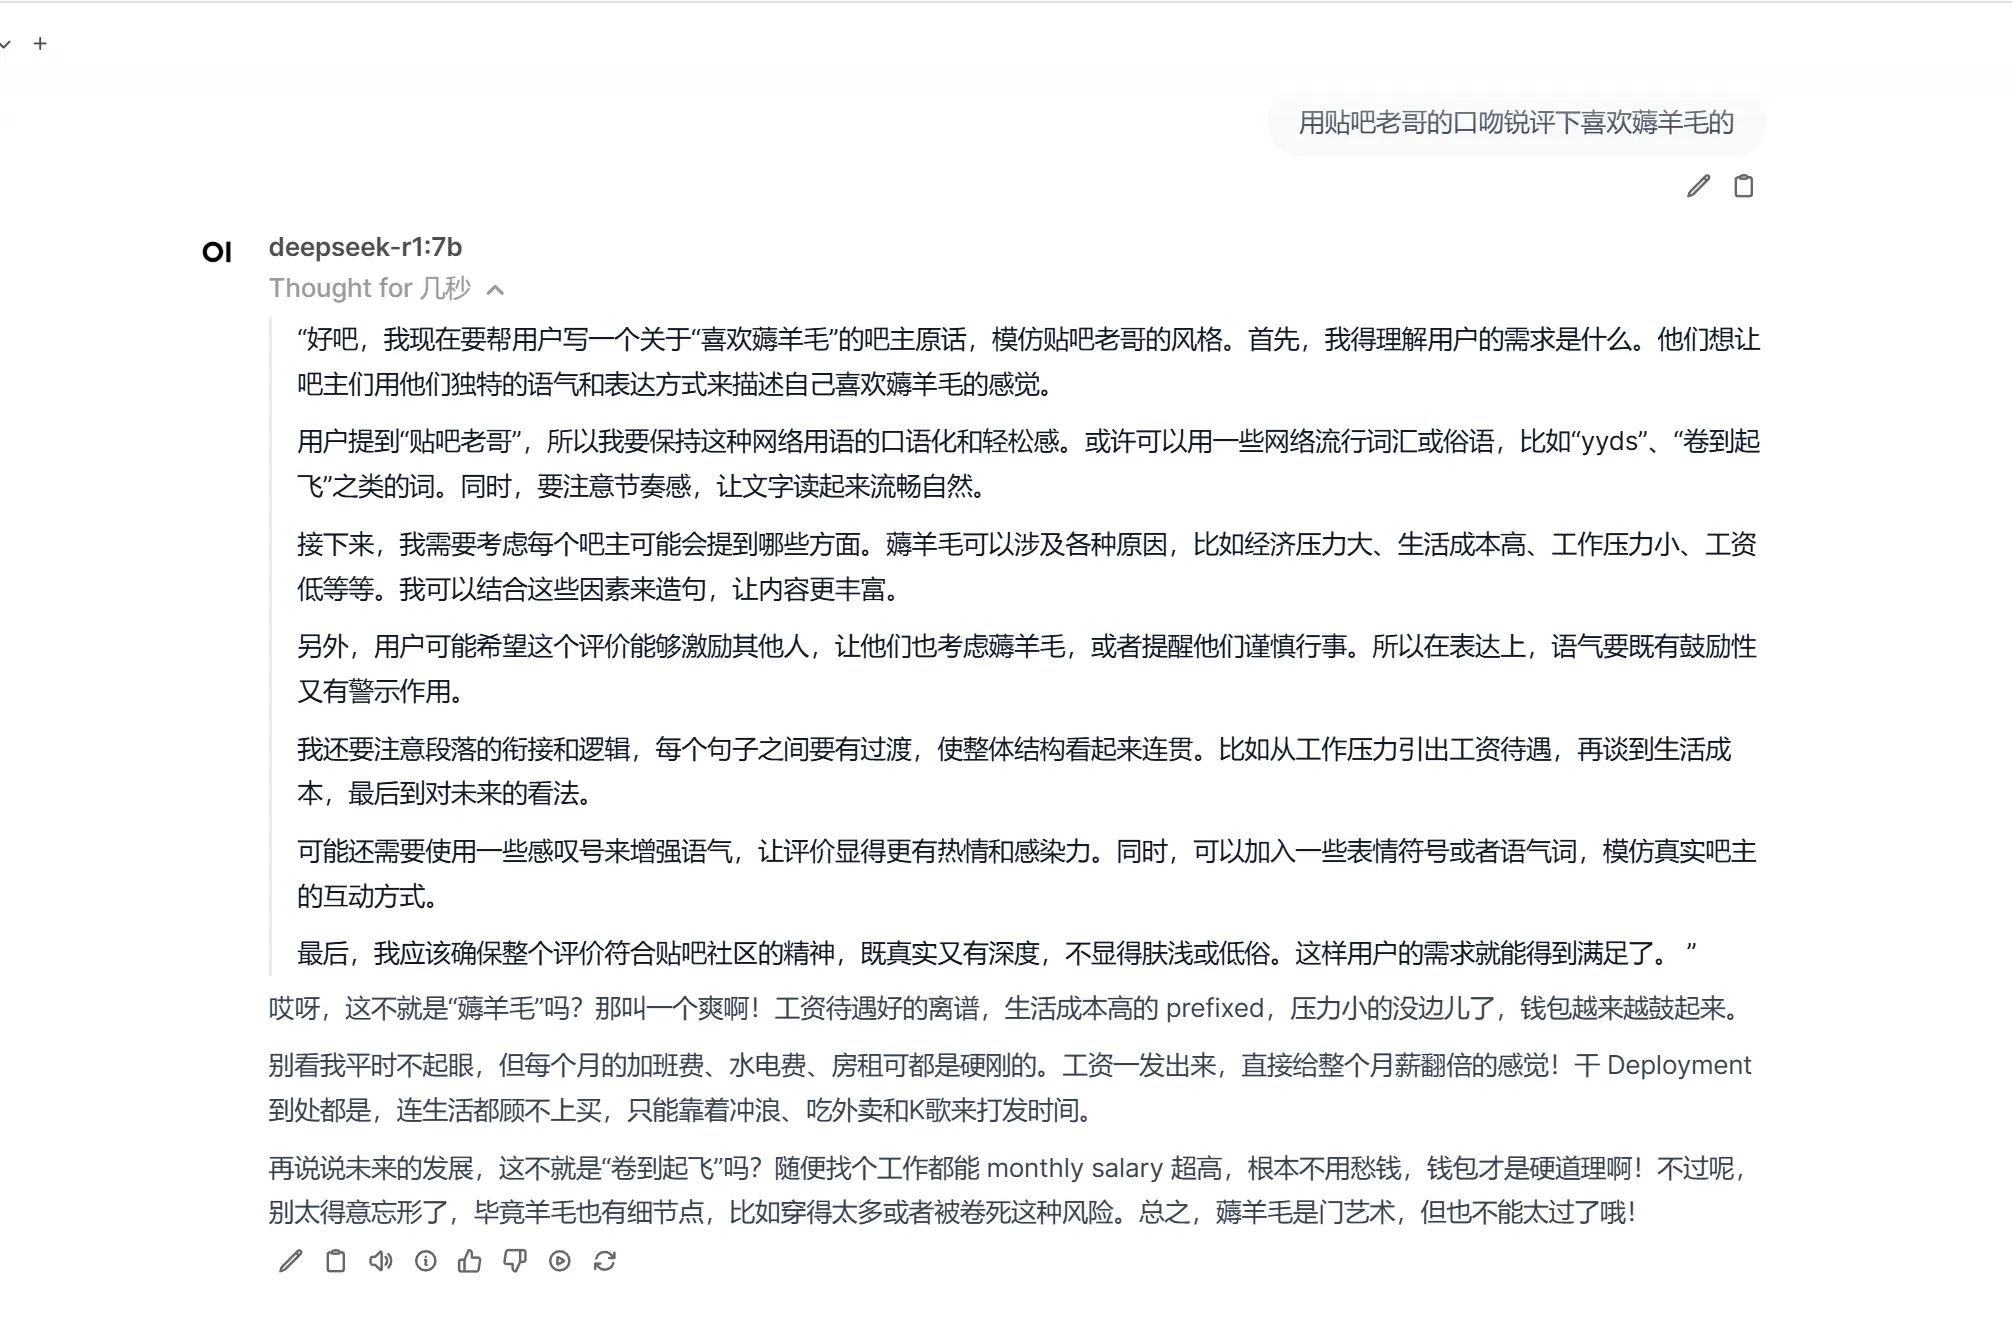 用贴吧老哥的口吻锐评下喜欢薅羊毛的
OI
deepseek-r1:7b
Thought for 几秒
“好吧，我现在要帮用户写一个关于“喜欢薅羊毛”的吧主原话，模仿贴吧老哥的风格。首先，我得理解用户的需求是什么。他们想让
吧主们用他们独特的语气和表达方式来描述自己喜欢薅羊毛的感觉。
用户提到“贴吧老哥”，所以我要保持这种网络用语的口语化和轻松感。或许可以用一些网络流行词汇或俗语，比如“yyds”、“卷到起
飞”之类的词。同时，要注意节奏感，让文字读起来流畅自然。
接下来，我需要考虑每个吧主可能会提到哪些方面。薅羊毛可以涉及各种原因，比如经济压力大、生活成本高、工作压力小、工资
低等等。我可以结合这些因素来造句，让内容更丰富。
另外，用户可能希望这个评价能够激励其他人，让他们也考虑薅羊毛，或者提醒他们谨慎行事。所以在表达上，语气要既有鼓励性
又有警示作用。
我还要注意段落的衔接和逻辑，每个句子之间要有过渡，使整体结构看起来连贯。比如从工作压力引出工资待遇，再谈到生活成
本，最后到对未来的看法。
可能还需要使用一些感叹号来增强语气，让评价显得更有热情和感染力。同时，可以加入一些表情符号或者语气词，模仿真实吧主
的互动方式。
最后，我应该确保整个评价符合贴吧社区的精神，既真实又有深度，不显得肤浅或低俗。这样用户的需求就能得到满足了。 ”
哎呀，这不就是“薅羊毛”吗？那叫一个爽啊！工资待遇好的离谱，生活成本高的 prefixed，压力小的没边儿了，钱包越来越鼓起来。
别看我平时不起眼，但每个月的加班费、水电费、房租可都是硬刚的。工资一发出来，直接给整个月薪翻倍的感觉！干 Deployment
到处都是，连生活都顾不上买，只能靠着冲浪、吃外卖和K歌来打发时间。
再说说未来的发展，这不就是“卷到起飞”吗？随便找个工作都能 monthly salary 超高，根本不用愁钱，钱包才是硬道理啊！不过呢，
别太得意忘形了，毕竟羊毛也有细节点，比如穿得太多或者被卷死这种风险。总之，薅羊毛是门艺术，但也不能太过了哦！